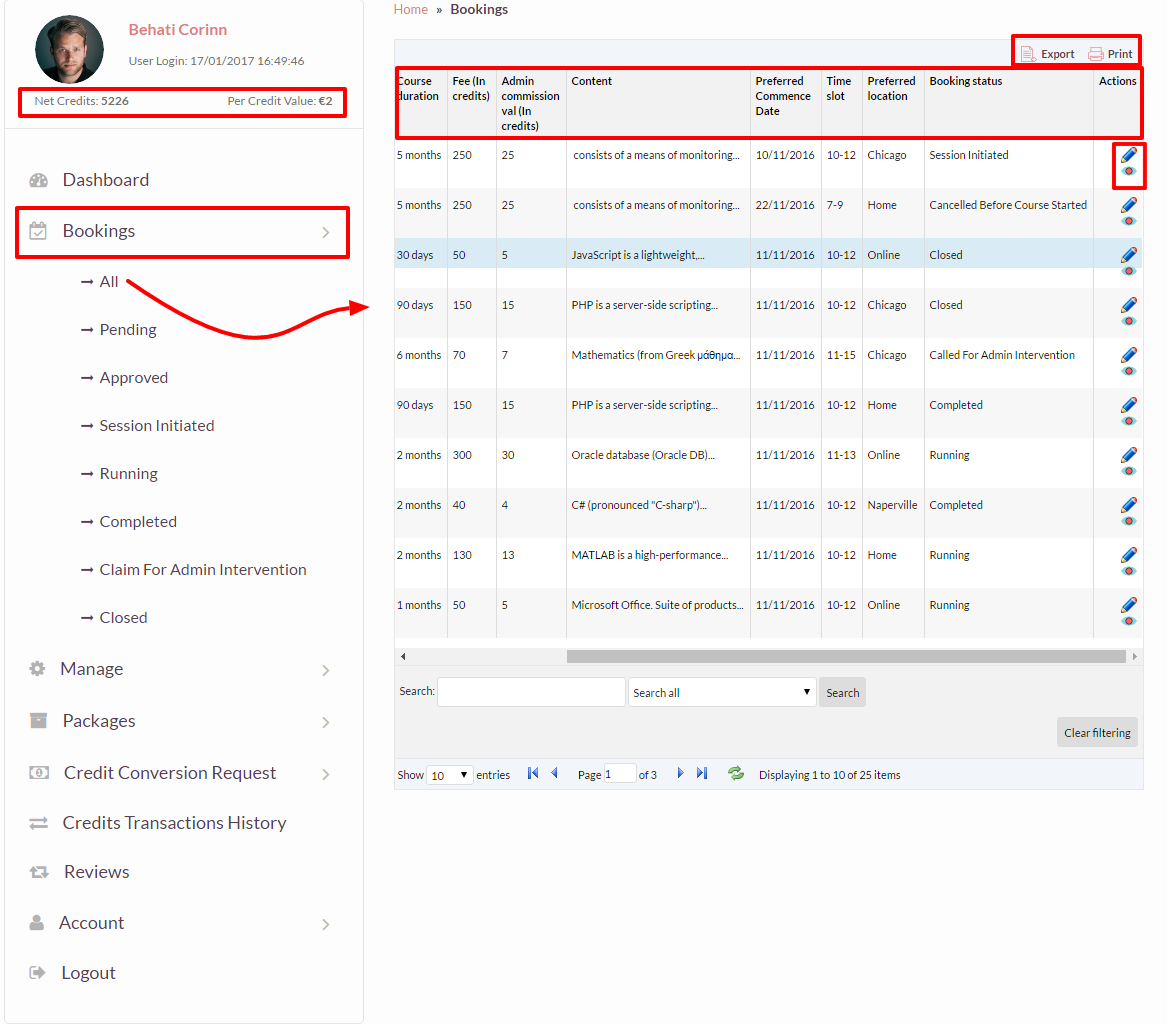 Behati Corinn
User Login: 17/01/2017 16:49:46
Net Credits: 5226 Per Credit Value: €2
Dashboard
Bookings
All
Pending
Approved
Session Initiated
Running
Completed
Claim For Admin Intervention
Closed
Manage
Packages
Credit Conversion Request
Credits Transactions History
Reviews
Account
Logout
Home » Bookings
Export Print
Course Fee (In Admin Content Preferred Time Preferred Booking status Actions
duration credits) commission Commence slot location
val (In Date
credits)
5 months 250 25 consists of a means of monitoring... 10/11/2016 10-12 Chicago Session Initiated
5 months 250 25 consists of a means of monitoring... 22/11/2016 7-9 Home Cancelled Before Course Started
30 days 50 5 JavaScript is a lightweight,... 11/11/2016 10-12 Online Closed
90 days 150 15 PHP is a server-side scripting... 11/11/2016 10-12 Chicago Closed
6 months 70 7 Mathematics (from Greek μάθημα... 11/11/2016 11-15 Chicago Called For Admin Intervention
90 days 150 15 PHP is a server-side scripting... 11/11/2016 10-12 Home Completed
2 months 300 30 Oracle database (Oracle DB)... 11/11/2016 11-13 Online Running
2 months 40 4 C# (pronounced "C-sharp")... 11/11/2016 10-12 Naperville Completed
2 months 130 13 MATLAB is a high-performance... 11/11/2016 10-12 Home Running
1 months 50 5 Microsoft Office. Suite of products... 11/11/2016 10-12 Online Running
Search: Search all Search
Clear filtering
Show 10 entries Page 1 of 3 Displaying 1 to 10 of 25 items